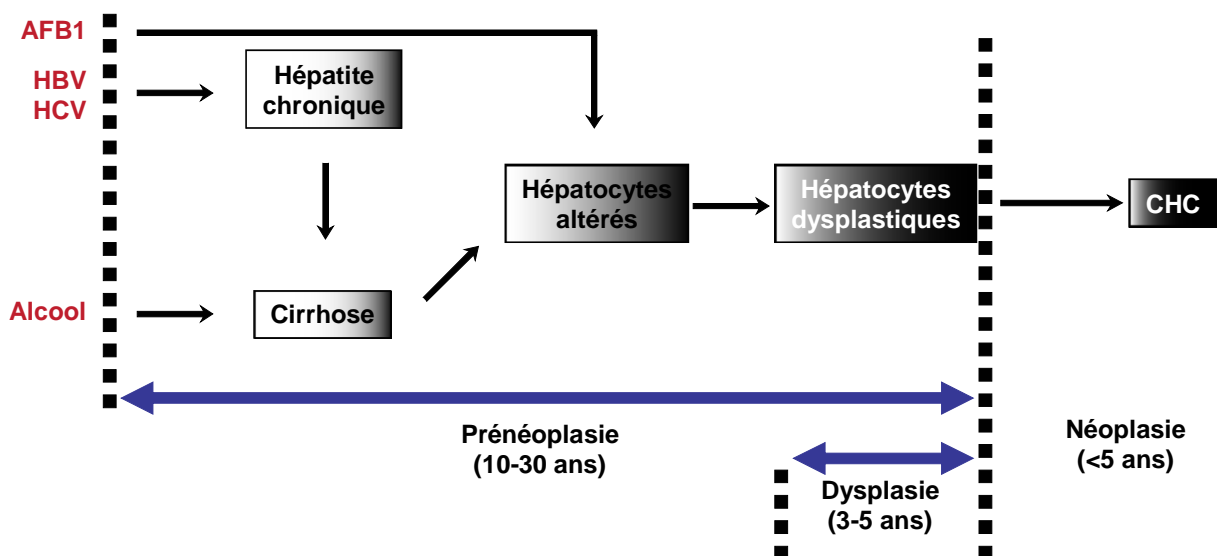 AFB1
HBV
HCV
Hépatite
chronique
Hépatocytes
altérés
Hépatocytes
dysplastiques
CHC
Alcool
Cirrhose
Prénéoplasie
(10-30 ans)
Dysplasie
(3-5 ans)
Néoplasie
(<5 ans)